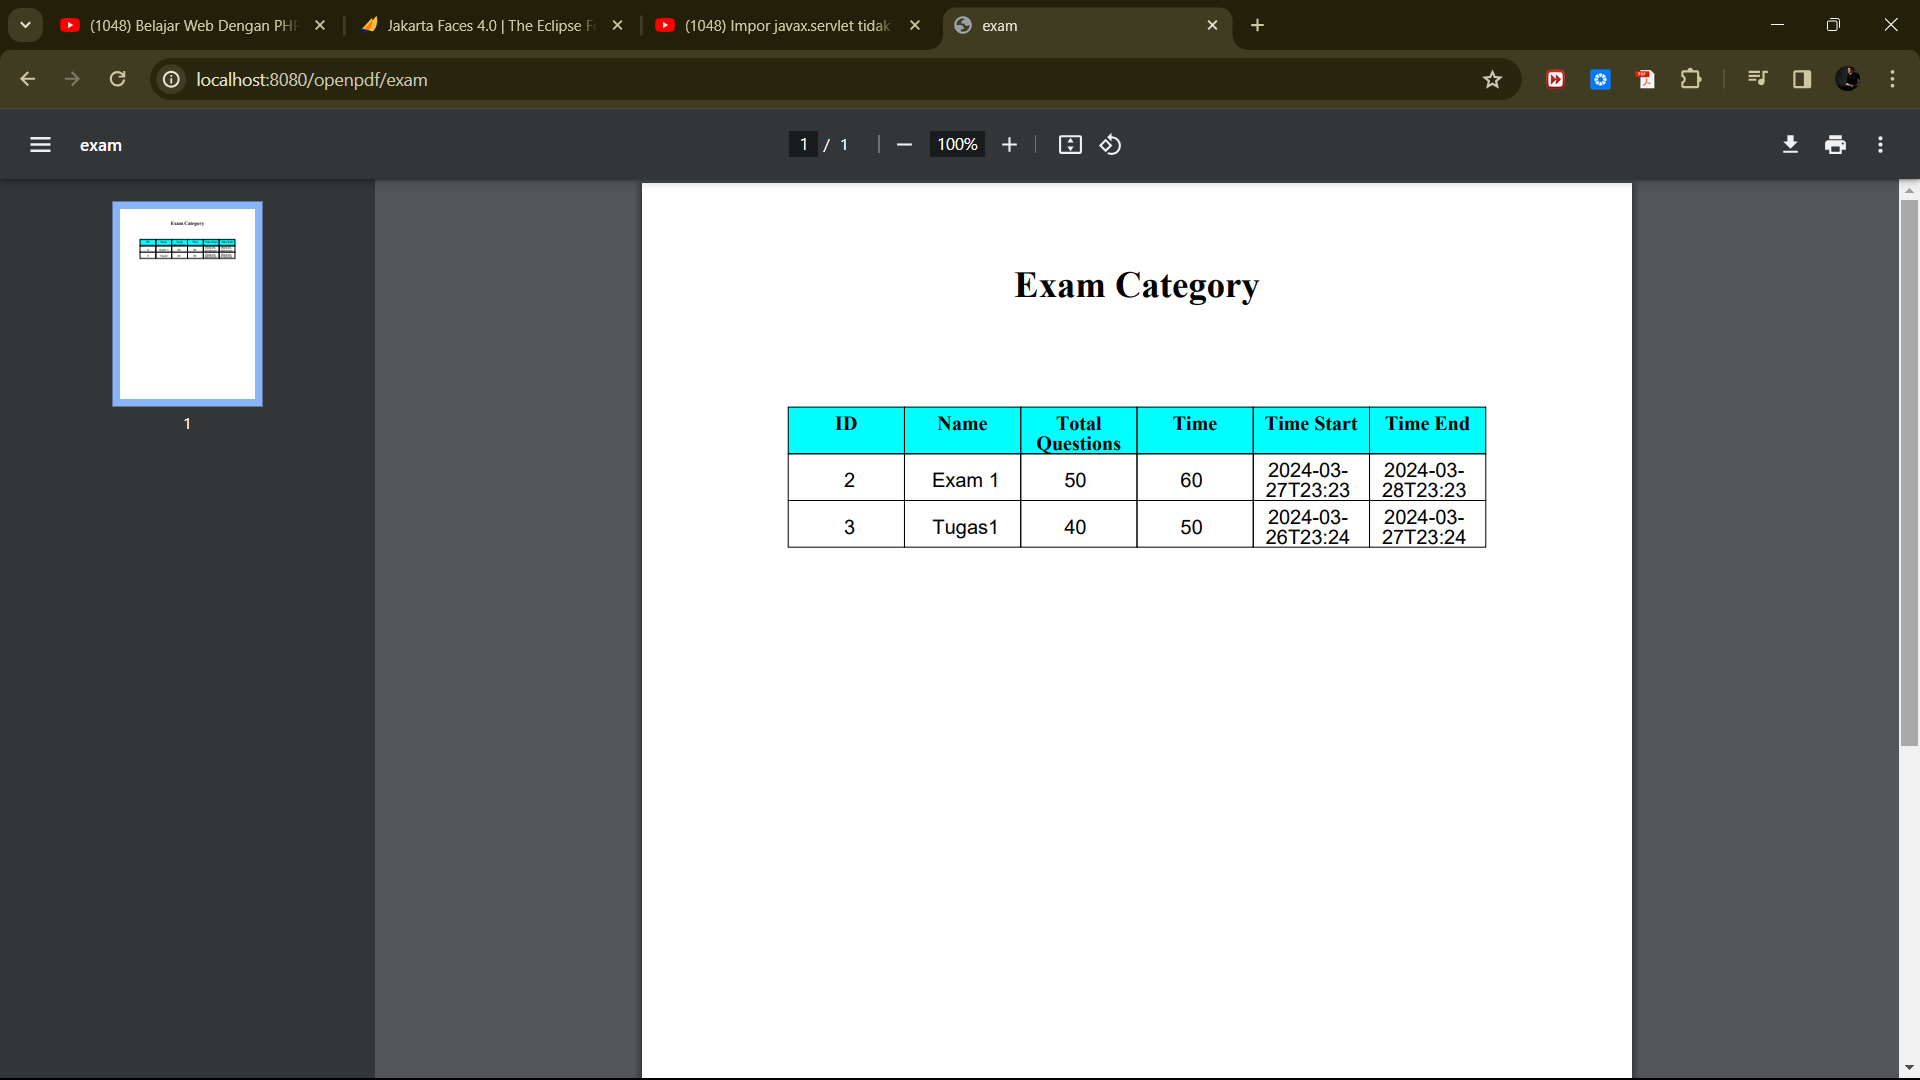 (1048) Belajar Web Dengan PHP
Jakarta Faces 4.0 | The Eclipse F
(1048) Impor javax.servlet tidak
exam
localhost:8080/openpdf/exam
exam
1 / 1
100%
1
Exam Category
ID Name Total Questions Time Time Start Time End
2 Exam 1 50 60 2024-03-27T23:23 2024-03-28T23:23
3 Tugas1 40 50 2024-03-26T23:24 2024-03-27T23:24